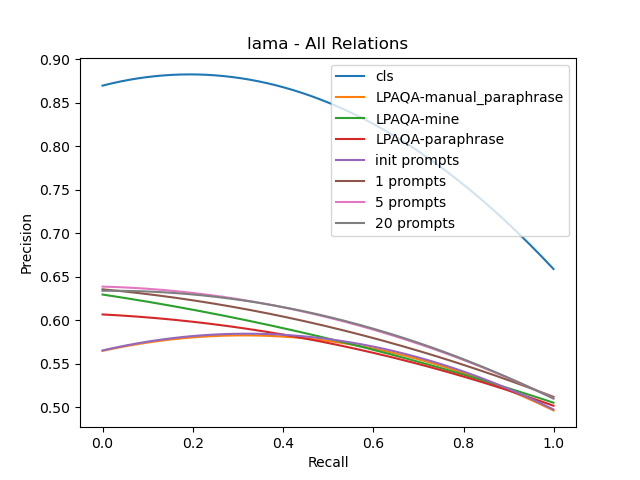 lama - All Relations
Precision
0.90
0.85
0.80
0.75
0.70
0.65
0.60
0.55
0.50
cls
LPAQA-manual_paraphrase
LPAQA-mine
LPAQA-paraphrase
init prompts
1 prompts
5 prompts
20 prompts
0.0 0.2 0.4 0.6 0.8 1.0
Recall